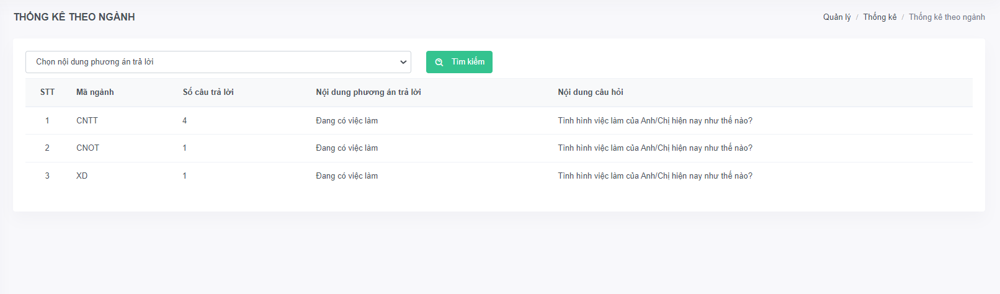 THỐNG KÊ THEO NGÀNH
Quản lý / Thống kê / Thống kê theo ngành
Chọn nội dung phương án trả lời
Tìm kiếm
STT Mã ngành Số câu trả lời Nội dung phương án trả lời Nội dung câu hỏi
1 CNTT 4 Đang có việc làm Tình hình việc làm của Anh/Chị hiện nay như thế nào?
2 CNOT 1 Đang có việc làm Tình hình việc làm của Anh/Chị hiện nay như thế nào?
3 XD 1 Đang có việc làm Tình hình việc làm của Anh/Chị hiện nay như thế nào?